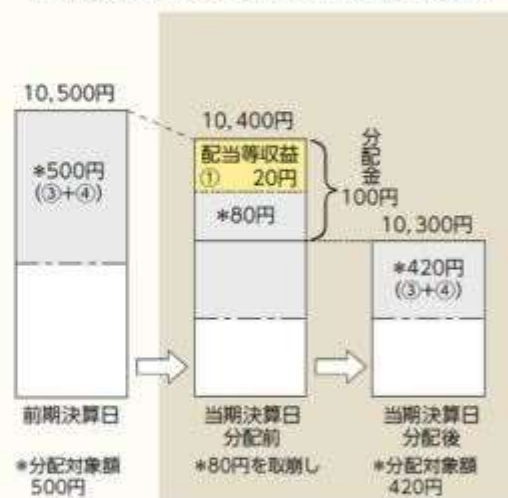 10,500円
*500円
(③+④)
前期決算日
*分配対象額
500円
10,400円
配当等収益
① 20円
*80円
分配金
100円
当期決算日
分配前
*80円を取崩し
10,300円
*420円
(③+④)
当期決算日
分配後
*分配対象額
420円